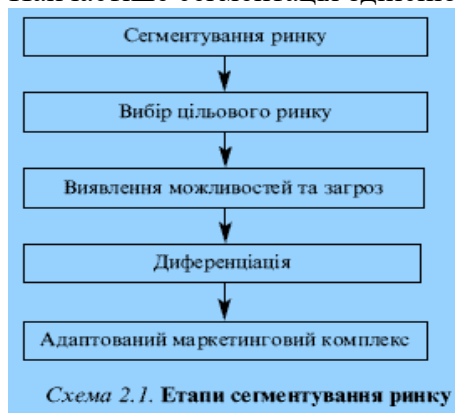 Сегментування ринку
Вибір цільового ринку
Виявлення можливостей та загроз
Диференціація
Адаптований маркетинговий комплекс
Схема 2.1. Етапи сегментування ринку